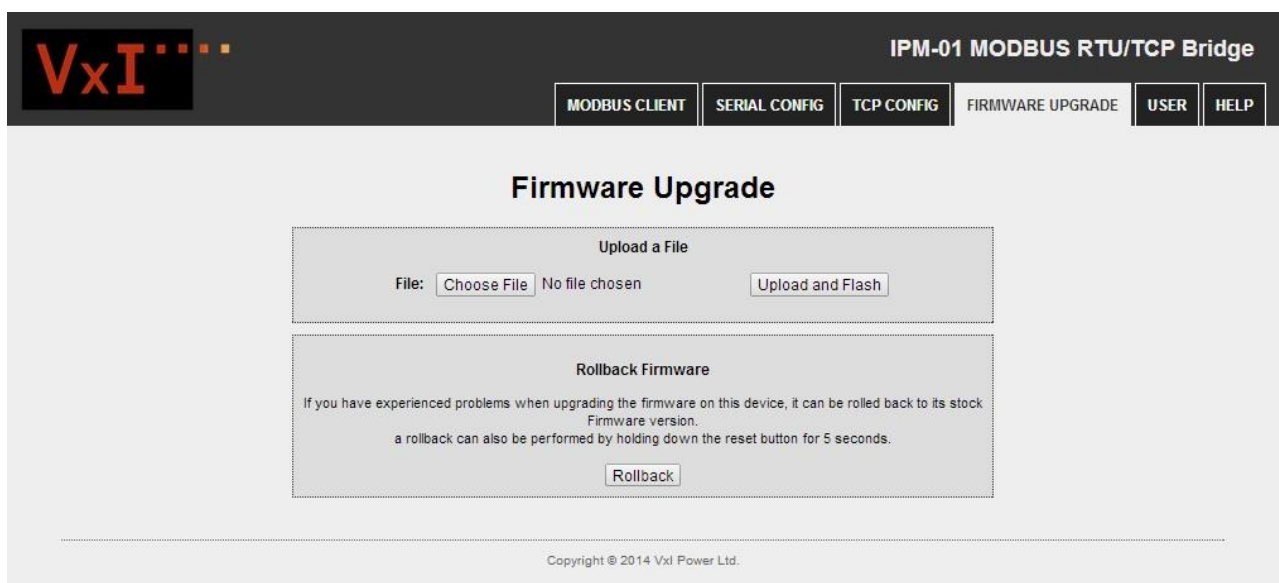 VxI
IPM-01 MODBUS RTU/TCP Bridge
MODBUS CLIENT SERIAL CONFIG TCP CONFIG FIRMWARE UPGRADE USER HELP
Firmware Upgrade
Upload a File
File: Choose File No file chosen Upload and Flash
Rollback Firmware
If you have experienced problems when upgrading the firmware on this device, it can be rolled back to its stock
Firmware version.
a rollback can also be performed by holding down the reset button for 5 seconds.
Rollback
Copyright © 2014 VxI Power Ltd.